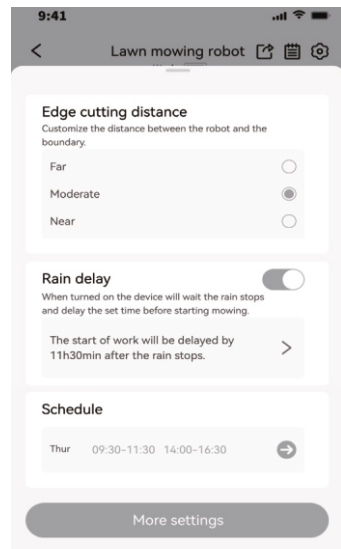 9:41
Lawn mowing robot
Edge cutting distance
Customize the distance between the robot and the
boundary.
Far
Moderate
Near
Rain delay
When turned on the device will wait the rain stops
and delay the set time before starting mowing.
The start of work will be delayed by
11h30min after the rain stops.
Schedule
Thur 09:30-11:30 14:00-16:30
More settings